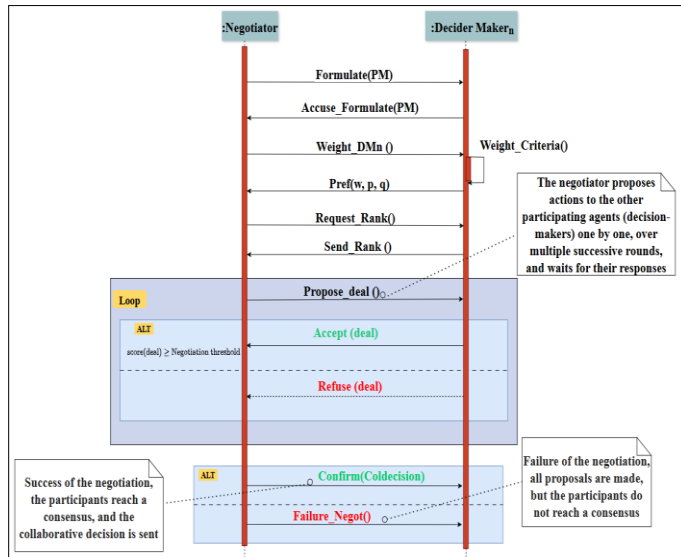 :Negotiator
:Decider Makern
Formulate(PM)
Accuse_Formulate(PM)
Weight_DMn ()
Weight_Criteria()
Pref(w, p, q)
Request_Rank()
Send_Rank ()
The negotiator proposes
actions to the other
participating agents (decision-
makers) one by one, over
multiple successive rounds,
and waits for their responses
Loop
Propose_deal ()
ALT
Accept (deal)
score(deal) ≥ Negotiation threshold
Refuse (deal)
ALT
Confirm(Coldecision)
Failure_Negot()
Success of the negotiation,
the participants reach a
consensus, and the
collaborative decision is sent
Failure of the negotiation,
all proposals are made,
but the participants do
not reach a consensus